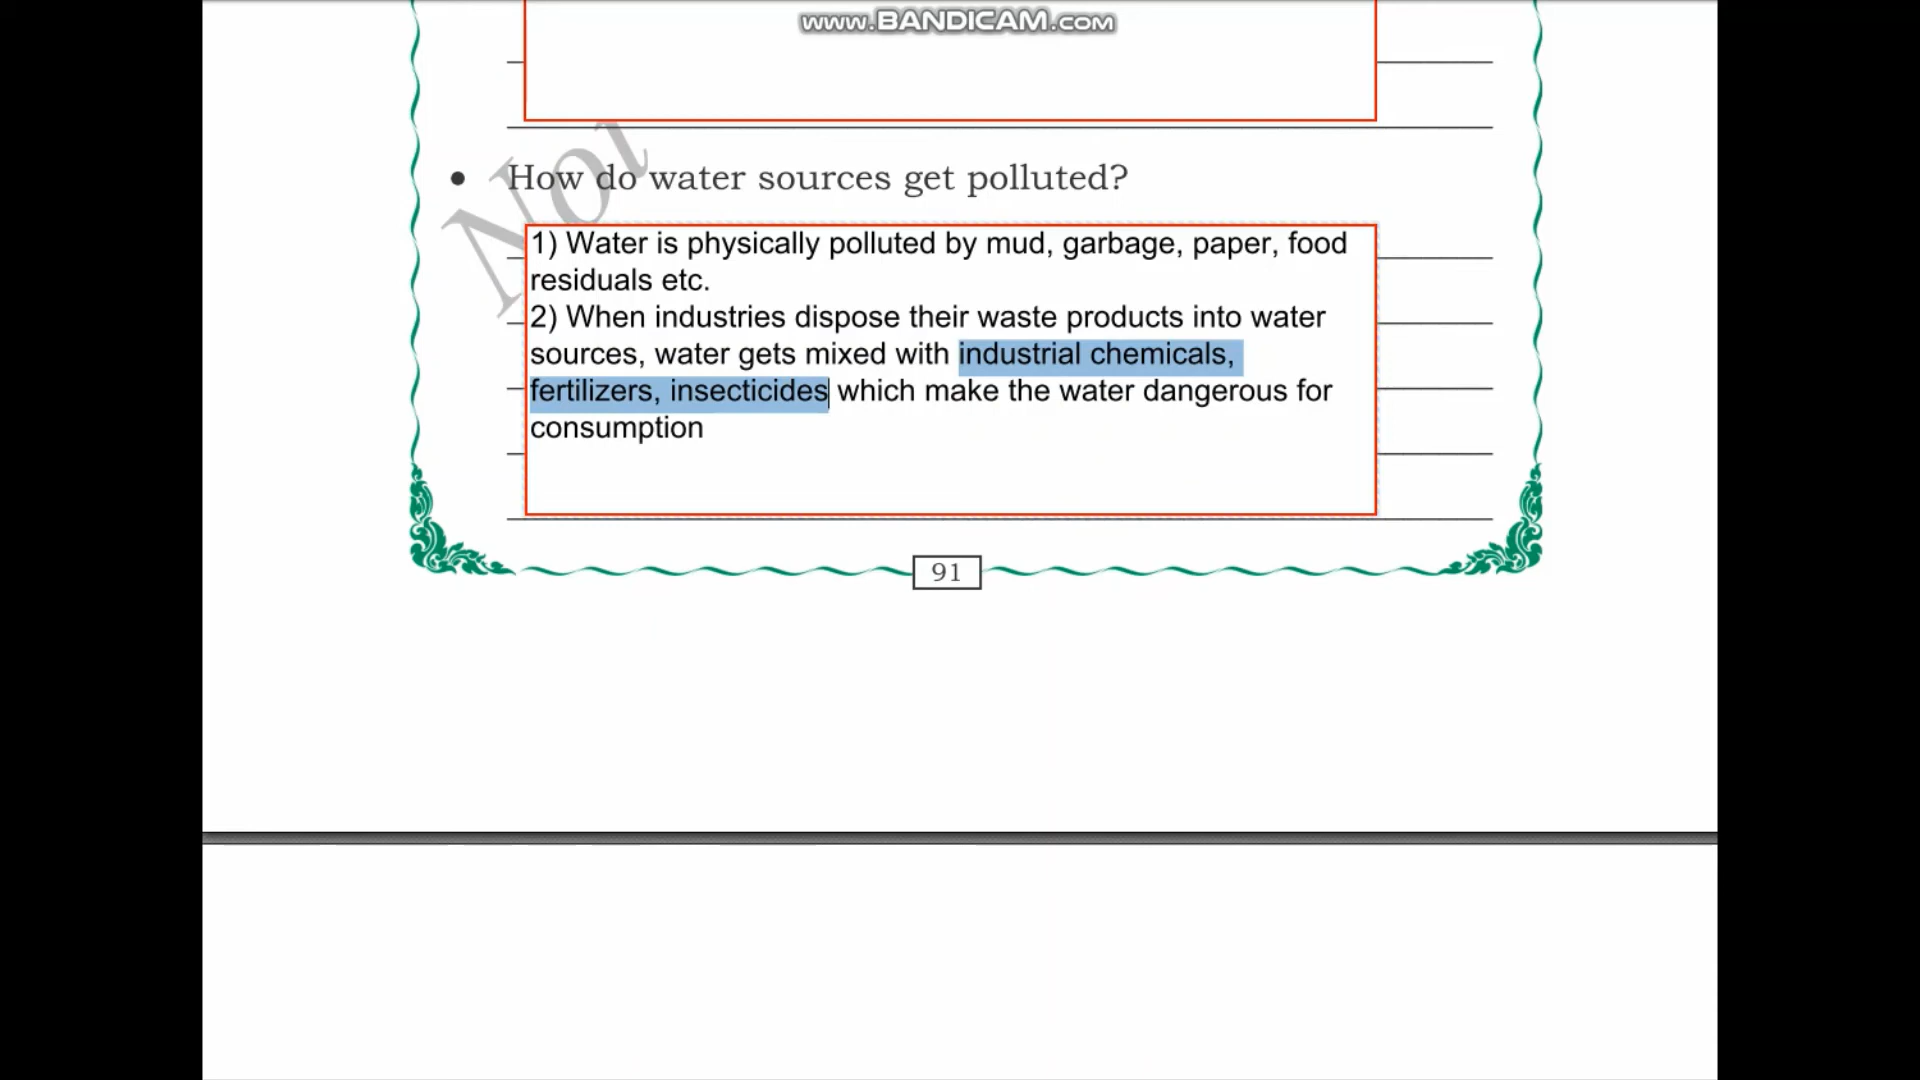 www.BANDICAM.com
• How do water sources get polluted?
Not
1) Water is physically polluted by mud, garbage, paper, food
residuals etc.
2) When industries dispose their waste products into water
sources, water gets mixed with industrial chemicals,
fertilizers, insecticides which make the water dangerous for
consumption
91